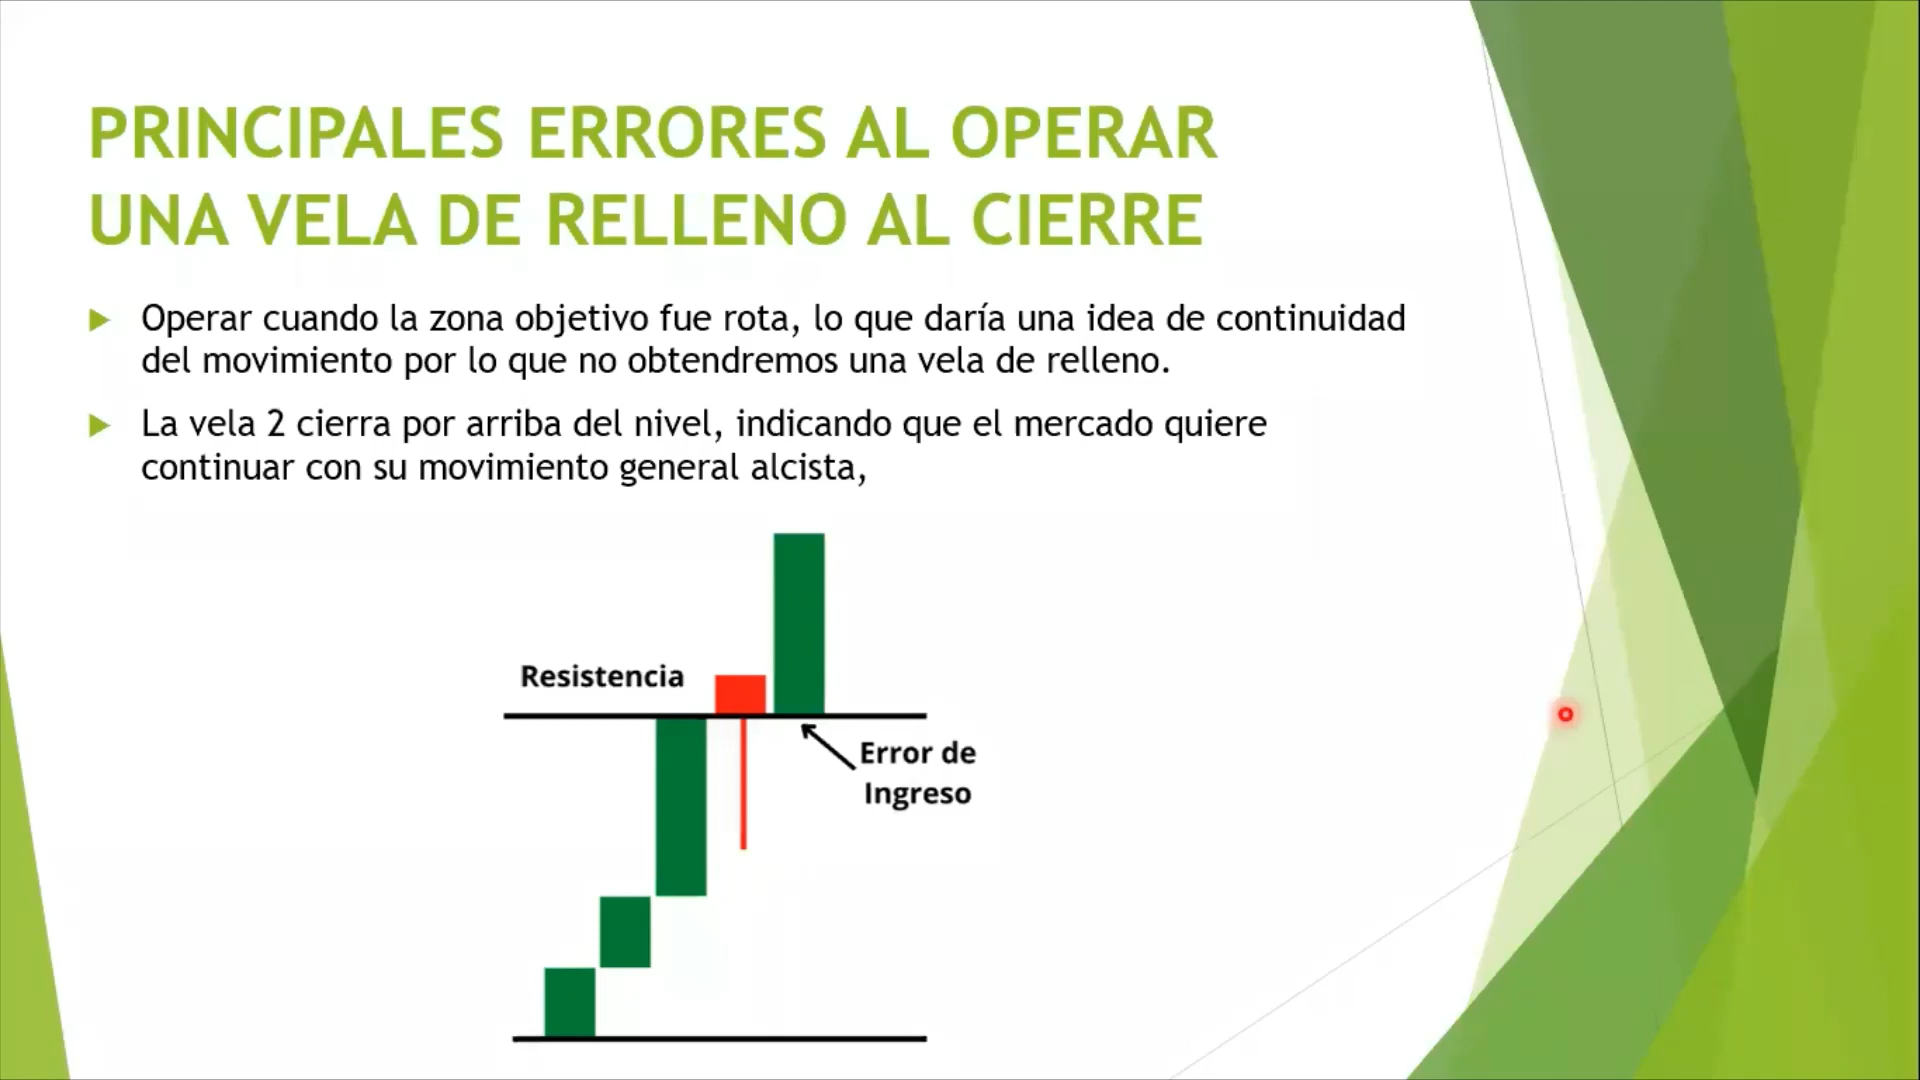 PRINCIPALES ERRORES AL OPERAR
UNA VELA DE RELLENO AL CIERRE
Operar cuando la zona objetivo fue rota, lo que daría una idea de continuidad
del movimiento por lo que no obtendremos una vela de relleno.
La vela 2 cierra por arriba del nivel, indicando que el mercado quiere
continuar con su movimiento general alcista,
Resistencia
Error de
Ingreso